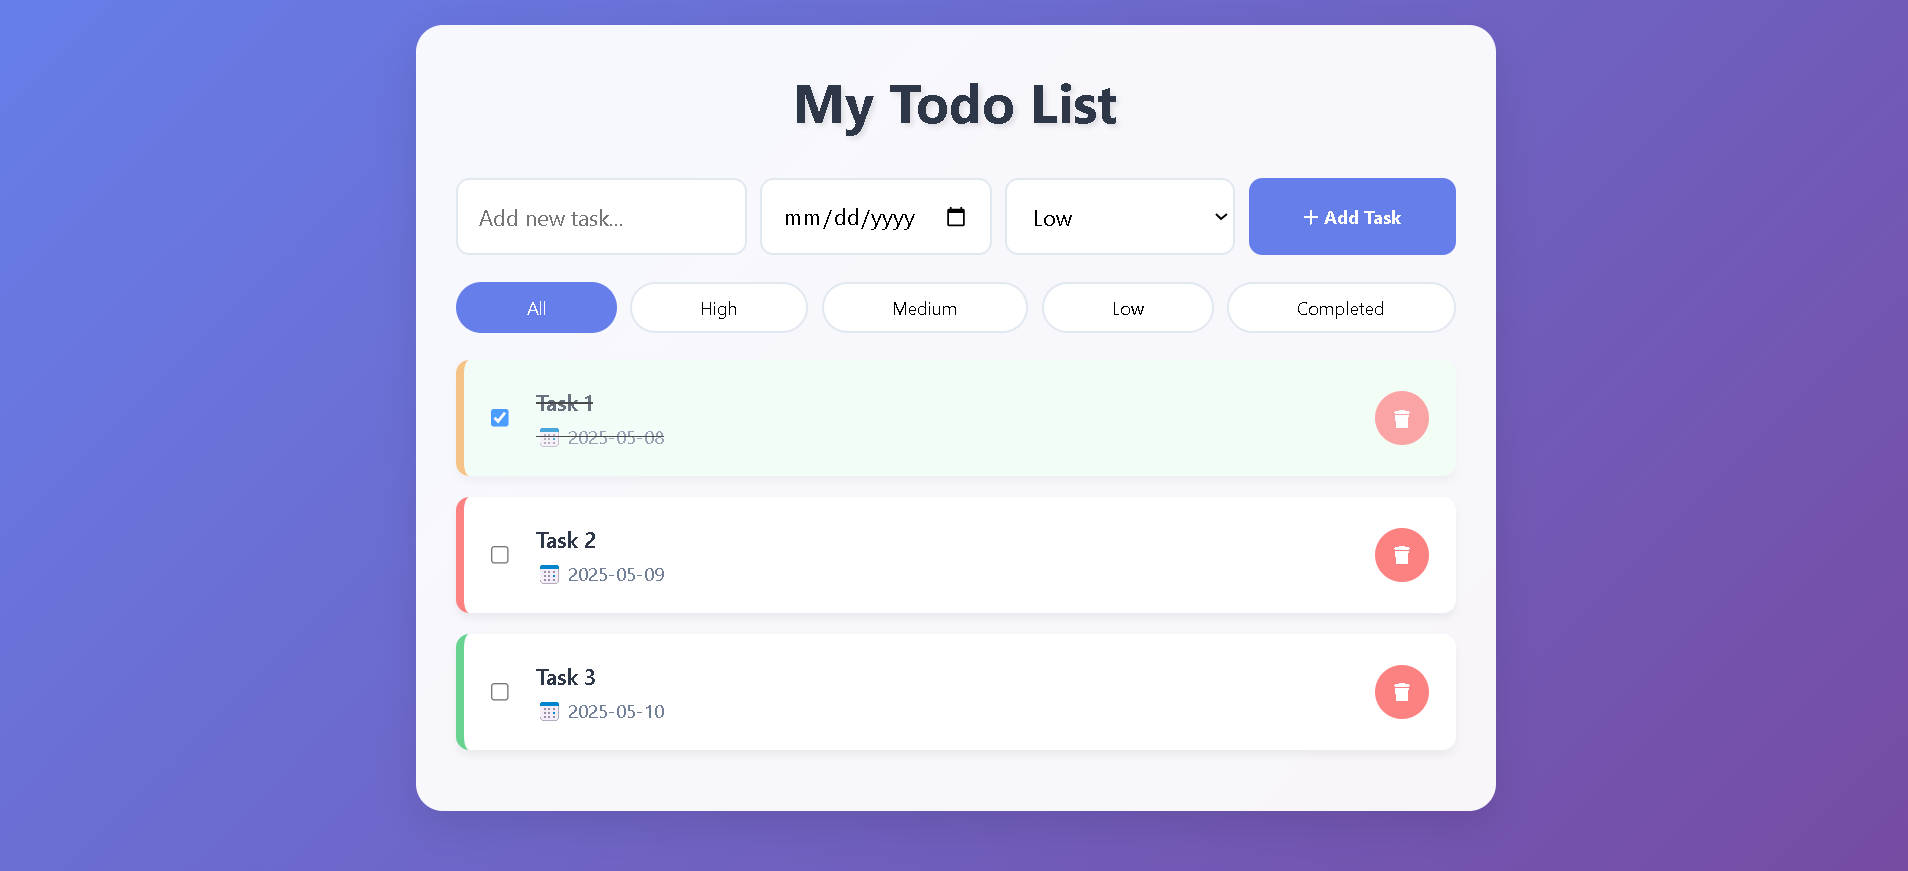 My Todo List
Add new task...
mm/dd/yyyy
Low
+ Add Task
All
High
Medium
Low
Completed
Task 1
2025-05-08
Task 2
2025-05-09
Task 3
2025-05-10